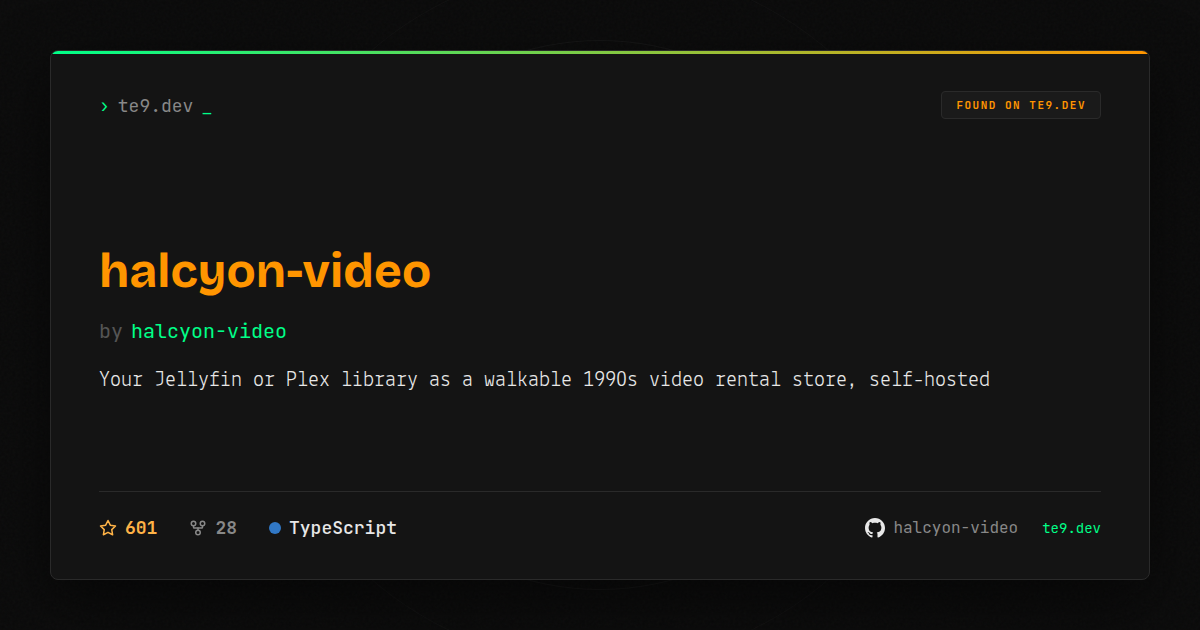 › te9.dev _
FOUND ON TE9.DEV
halcyon-video
by halcyon-video
Your Jellyfin or Plex library as a walkable 1990s video rental store, self-hosted
601 28 TypeScript
halcyon-video te9.dev